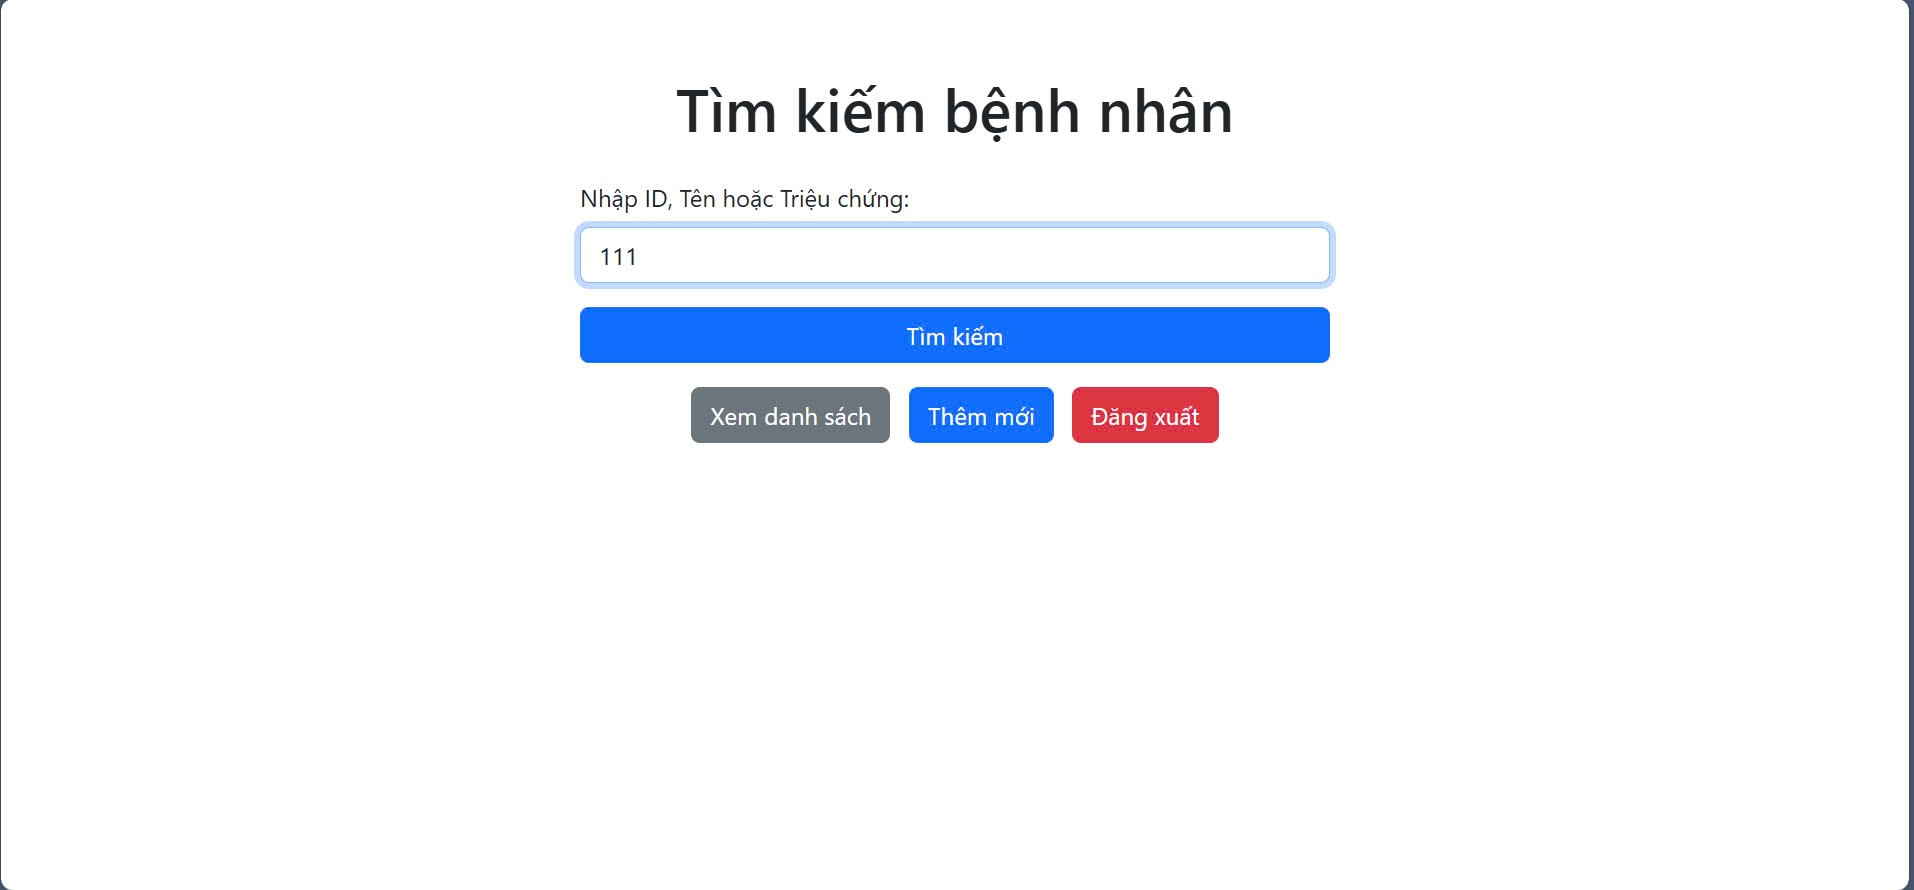 Tìm kiếm bệnh nhân
Nhập ID, Tên hoặc Triệu chứng:
111
Tìm kiếm
Xem danh sách Thêm mới Đăng xuất